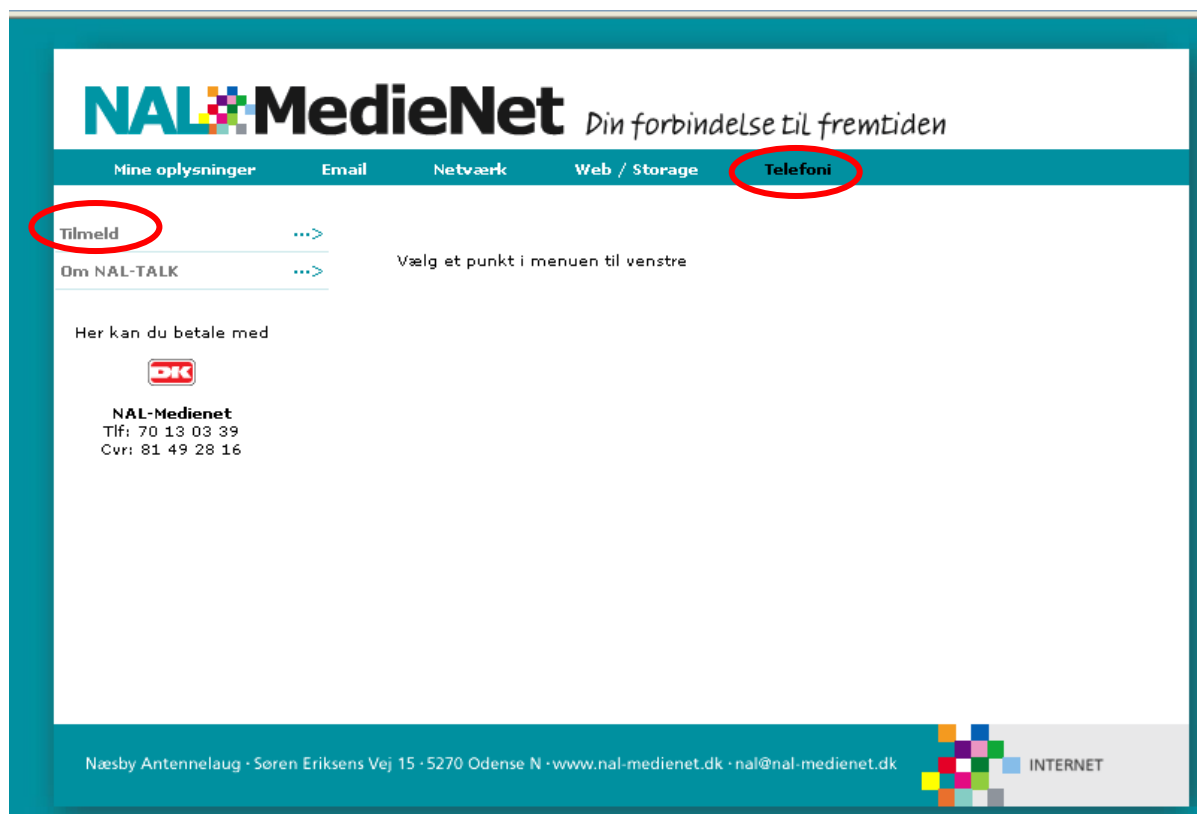 NAL MedieNet Din forbindelse til fremtiden
Mine oplysninger Email Netværk Web / Storage Telefoni
Tilmeld --->
Om NAL-TALK --->
Vælg et punkt i menuen til venstre
Her kan du betale med
DK
NAL-Medienet
Tlf: 70 13 03 39
Cvr: 81 49 28 16
Næsby Antennelaug · Søren Eriksens Vej 15 · 5270 Odense N · www.nal-medienet.dk · nal@nal-medienet.dk
INTERNET